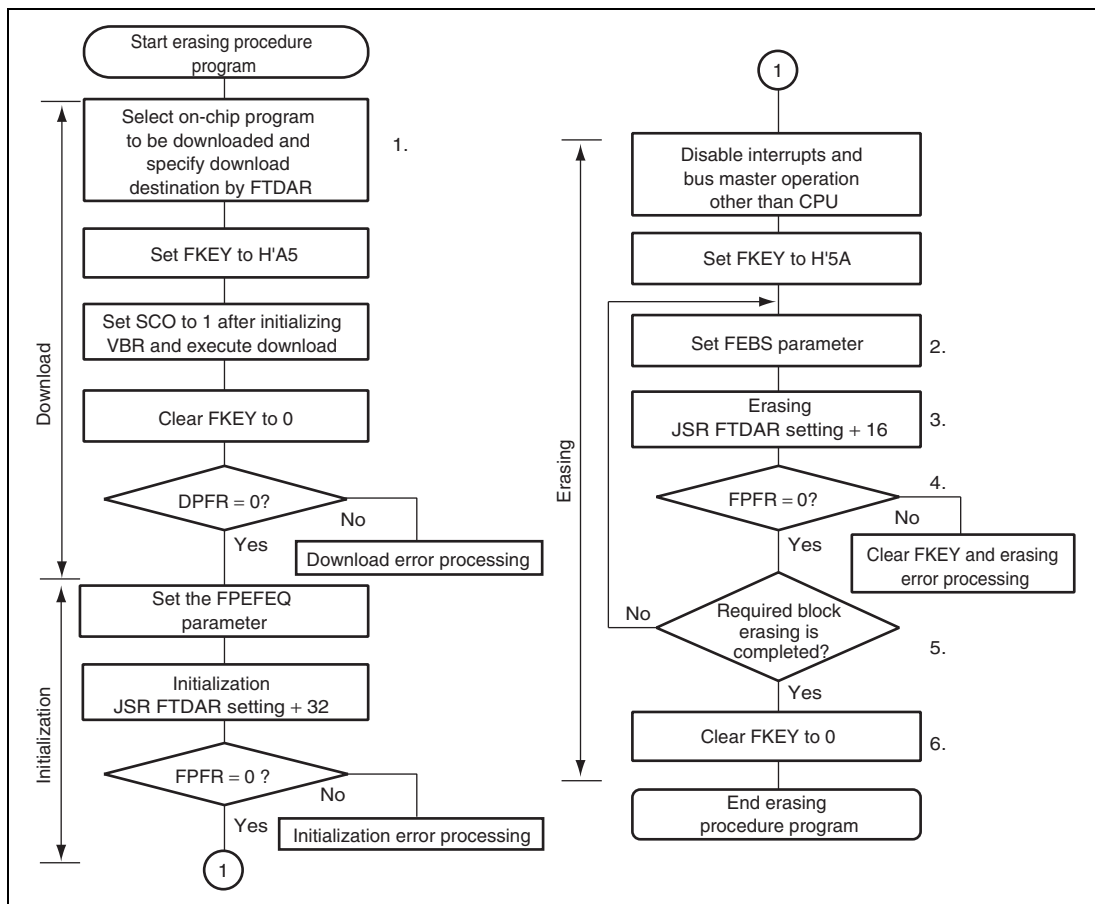 Start erasing procedure
program
Select on-chip program
to be downloaded and
specify download
destination by FTDAR
1.
Set FKEY to H'A5
Set SCO to 1 after initializing
VBR and execute download
Clear FKEY to 0
DPFR = 0?
No
Yes
Download error processing
Download
Set the FPEFEQ
parameter
Initialization
JSR FTDAR setting + 32
FPFR = 0 ?
No
Yes
Initialization error processing
Initialization
1
1
Disable interrupts and
bus master operation
other than CPU
Set FKEY to H'5A
Set FEBS parameter
2.
Erasing
JSR FTDAR setting + 16
3.
FPFR = 0?
4.
No
Yes
Clear FKEY and erasing
error processing
Required block
erasing is
completed?
No
5.
Yes
Clear FKEY to 0
6.
Erasing
End erasing
procedure program